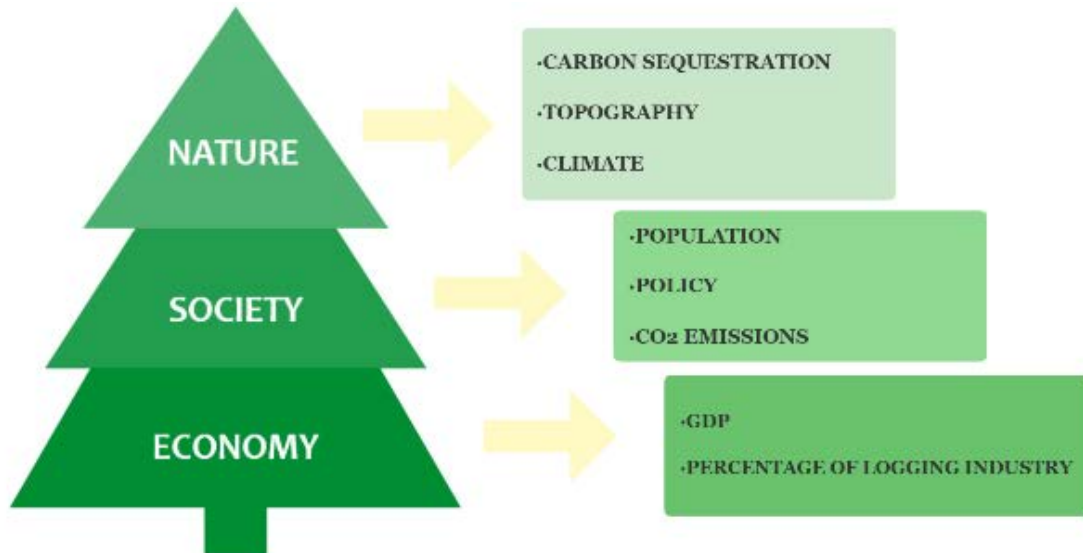 NATURE
·CARBON SEQUESTRATION
·TOPOGRAPHY
·CLIMATE
SOCIETY
·POPULATION
·POLICY
·CO2 EMISSIONS
ECONOMY
·GDP
·PERCENTAGE OF LOGGING INDUSTRY